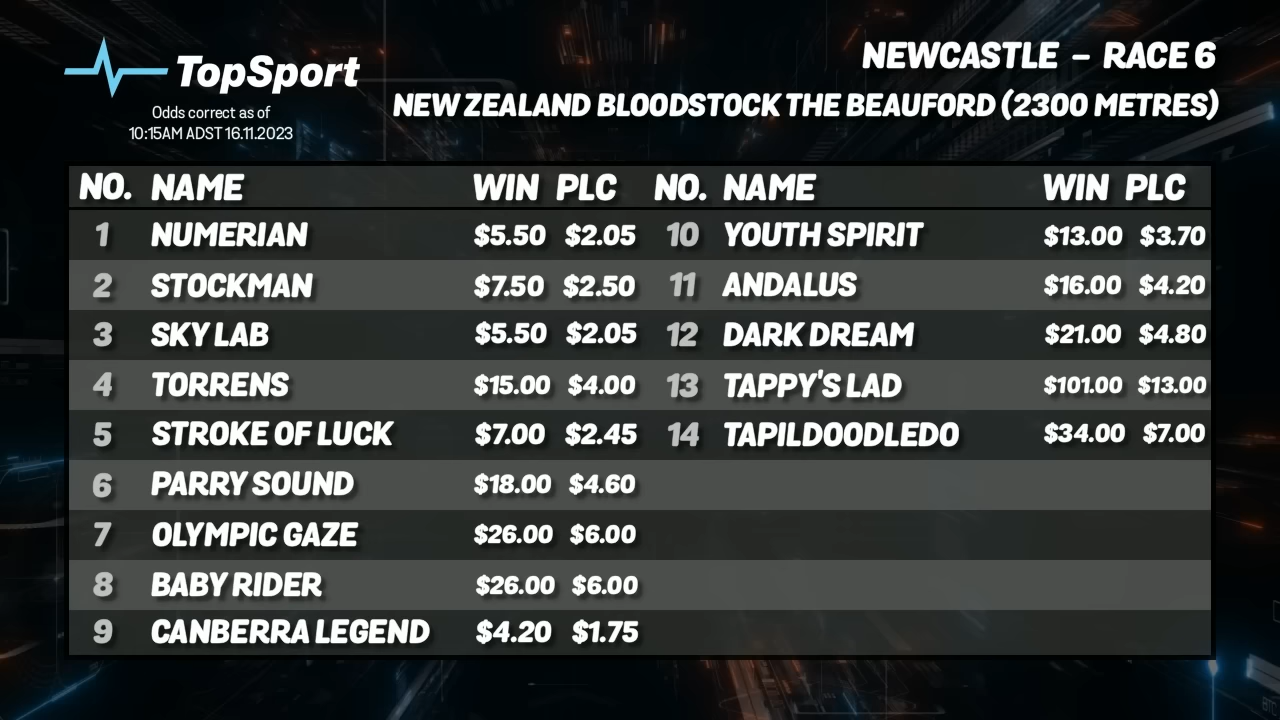 TopSport
Odds correct as of
10:15AM ADST 16.11.2023
NEWCASTLE – RACE 6
NEW ZEALAND BLOODSTOCK THE BEAUFORD (2300 METRES)
NO. NAME WIN PLC NO. NAME WIN PLC
1 NUMERIAN $5.50 $2.05 10 YOUTH SPIRIT $13.00 $3.70
2 STOCKMAN $7.50 $2.50 11 ANDALUS $16.00 $4.20
3 SKY LAB $5.50 $2.05 12 DARK DREAM $21.00 $4.80
4 TORRENS $15.00 $4.00 13 TAPPY'S LAD $101.00 $13.00
5 STROKE OF LUCK $7.00 $2.45 14 TAPILDOODLEDO $34.00 $7.00
6 PARRY SOUND $18.00 $4.60
7 OLYMPIC GAZE $26.00 $6.00
8 BABY RIDER $26.00 $6.00
9 CANBERRA LEGEND $4.20 $1.75